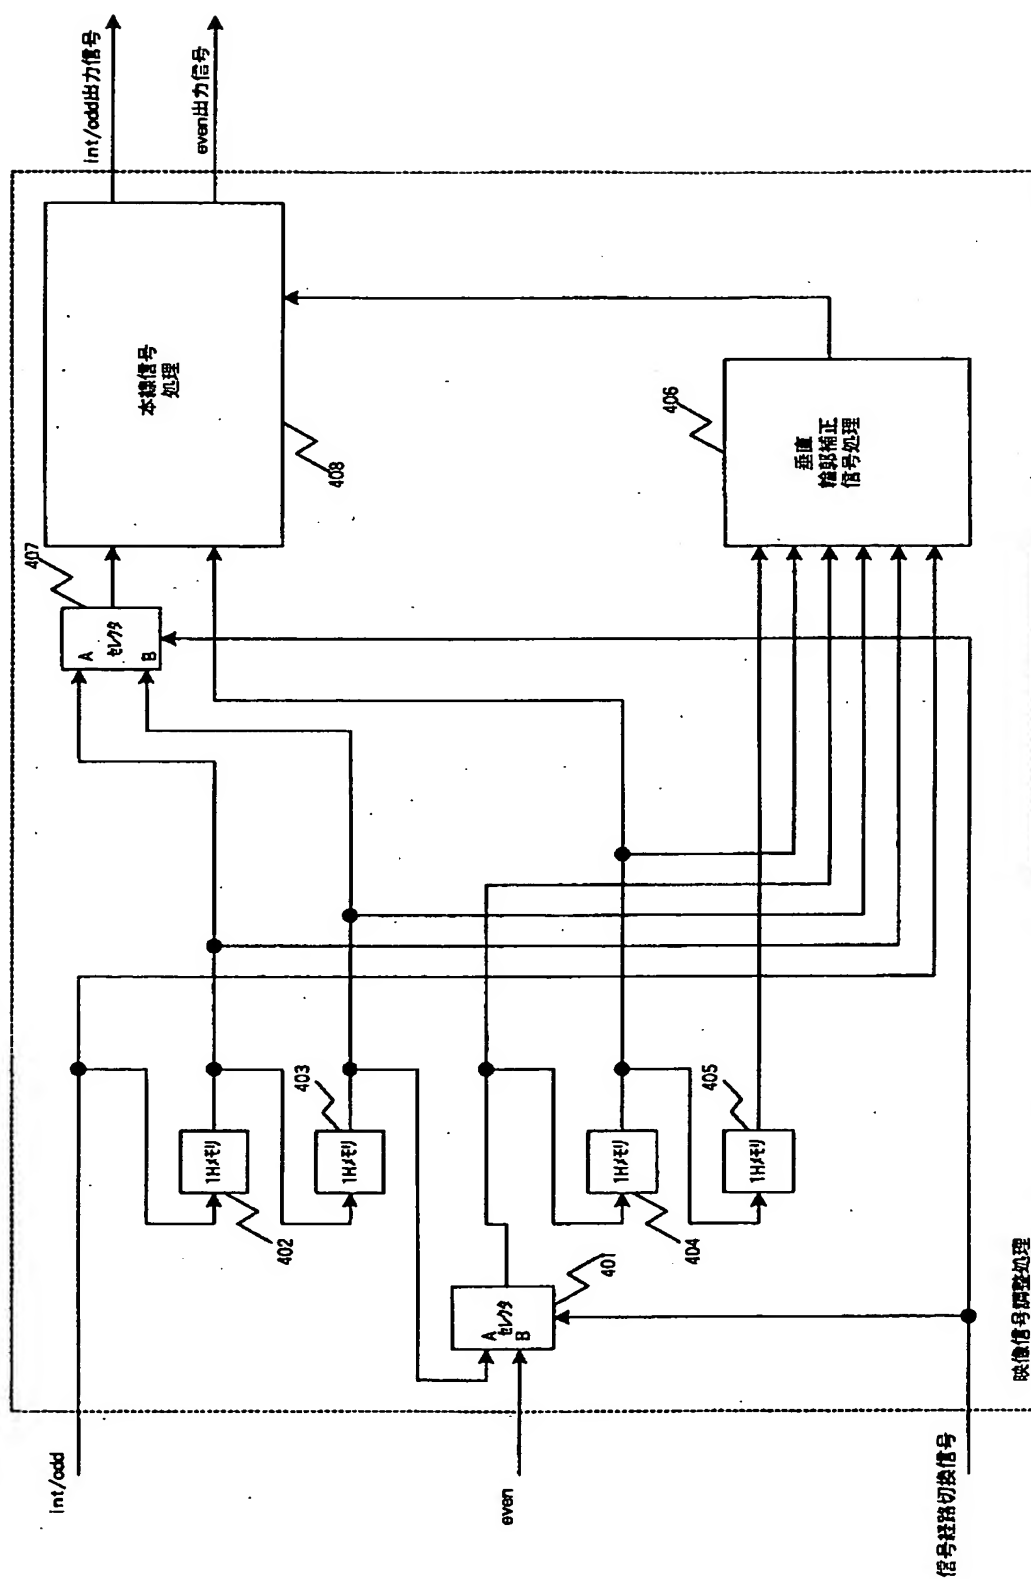 int/odd出力信号
even出力信号
本線信号
処理
408
407
A
セレクタ
B
406
垂直
輪郭補正
信号処理
1Hメモリ
402
1Hメモリ
403
1Hメモリ
404
1Hメモリ
405
A
セレクタ
B
401
int/odd
even
信号経路切換信号
映像信号調整処理